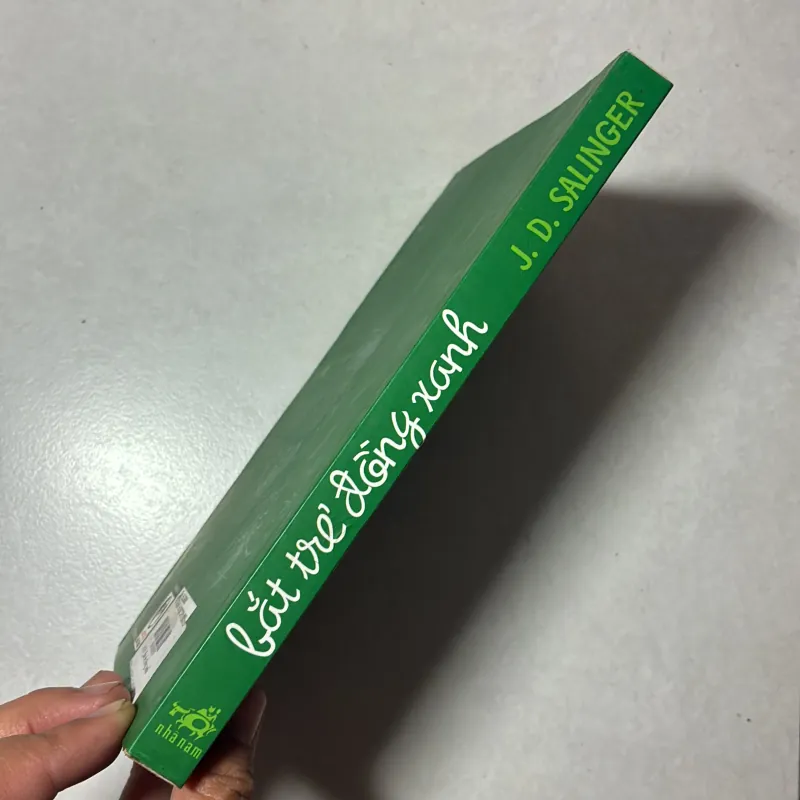 bắt trẻ đồng xanh
J. D. SALINGER
nhã nam